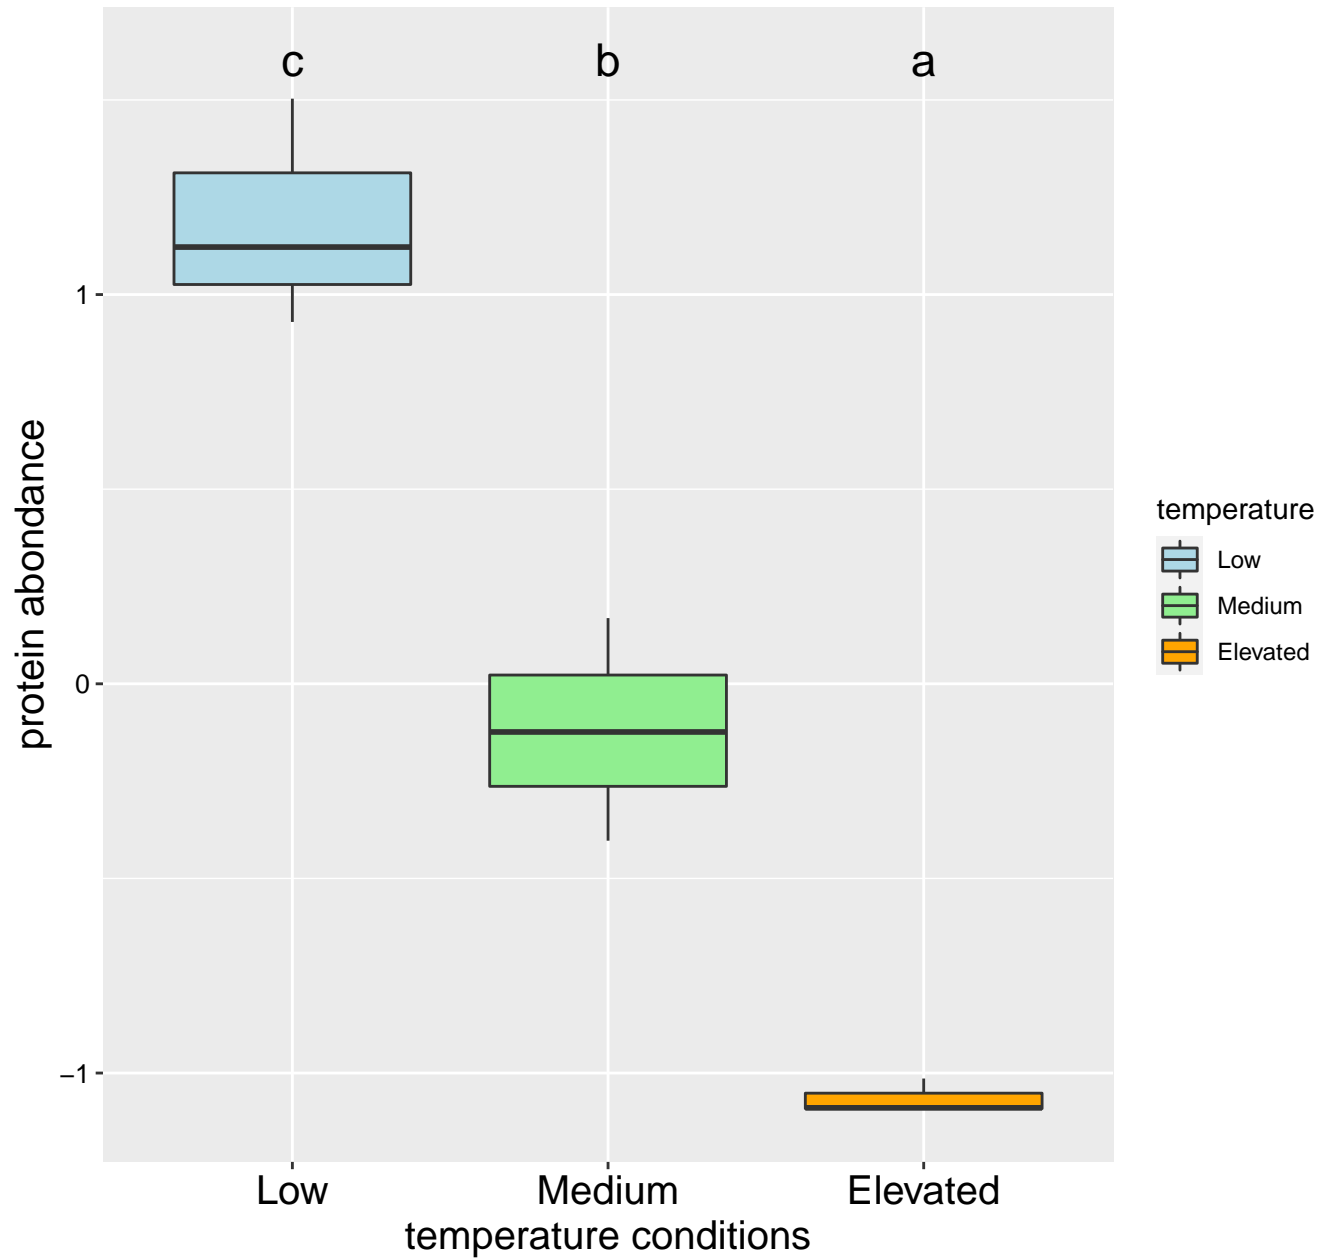 c b a
protein abondance
1
0
−1
Low Medium Elevated
temperature conditions
temperature
Low
Medium
Elevated